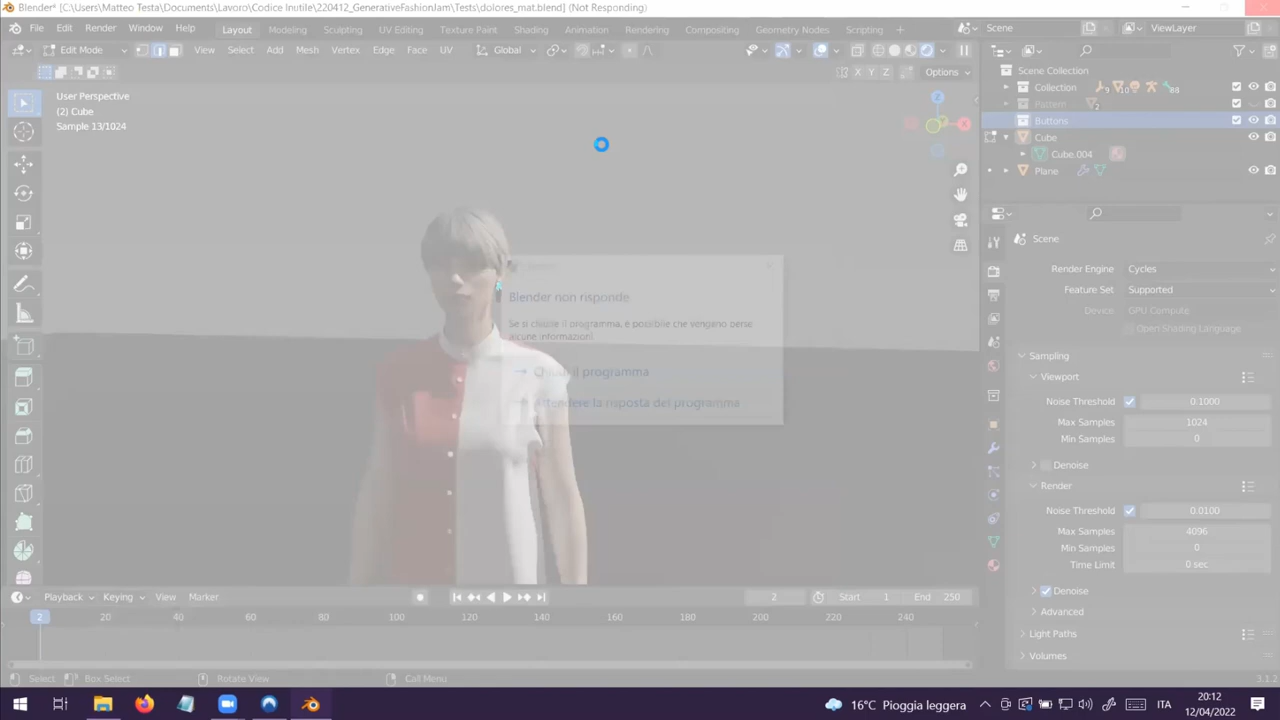 Blender* [C:\Users\Matteo Testa\Documents\Lavoro\Codice Inutile\220412_GenerativeFashionJam\Tests\dolores_mat.blend] (Not Responding)
File Edit Render Window Help Layout Modeling Sculpting UV Editing Texture Paint Shading Animation Rendering Compositing Geometry Nodes Scripting Scene ViewLayer
Edit Mode View Select Add Mesh Vertex Edge Face UV Global
X Y Z Options
User Perspective
(2) Cube
Sample 13/1024
Z
X
Scene Collection
Collection 9 10 88
Pattern 2
Buttons
Cube
Cube.004
Plane
Scene
Render Engine Cycles
Feature Set Supported
Device GPU Compute
Open Shading Language
Sampling
Viewport
Noise Threshold 0.1000
Max Samples 1024
Min Samples 0
Denoise
Render
Noise Threshold 0.0100
Max Samples 4096
Min Samples 0
Time Limit 0 sec
Denoise
Advanced
Light Paths
Volumes
Blender non risponde
Se si chiude il programma, è possibile che vengano perse
alcune informazioni.
Chiudi il programma
Attendere la risposta del programma
Playback Keying View Marker 2 Start 1 End 250
2 20 40 60 80 100 120 140 160 180 200 220 240
Select Box Select Rotate View Call Menu 3.1.2
16°C Pioggia leggera ITA 20:12
12/04/2022